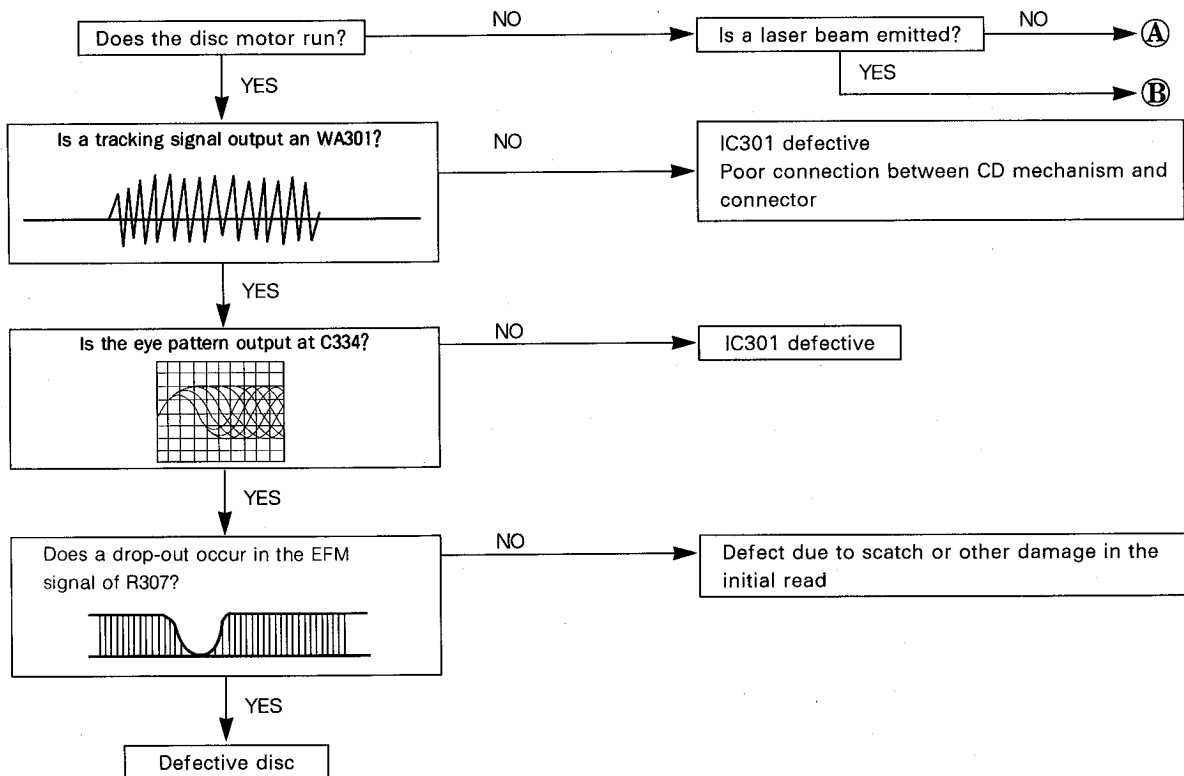 Does the disc motor run?
NO
Is a laser beam emitted?
NO
A
YES
YES
B
Is a tracking signal output an WA301?
NO
IC301 defective
Poor connection between CD mechanism and
connector
YES
Is the eye pattern output at C334?
NO
IC301 defective
YES
Does a drop-out occur in the EFM
signal of R307?
NO
Defect due to scatch or other damage in the
initial read
YES
Defective disc